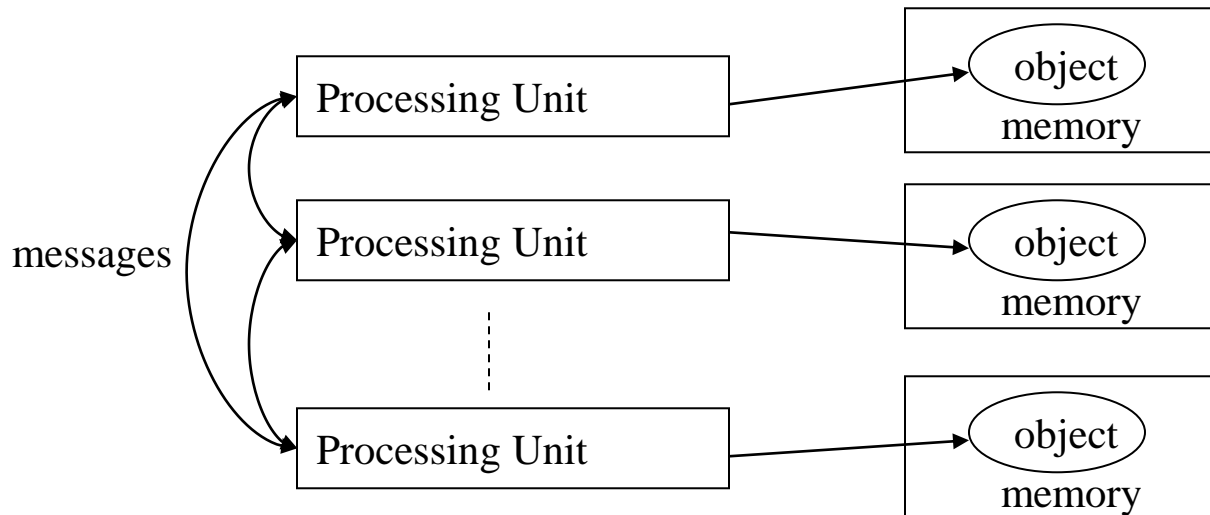 object
Processing Unit
memory
object
Processing Unit
messages
memory
object
Processing Unit
memory